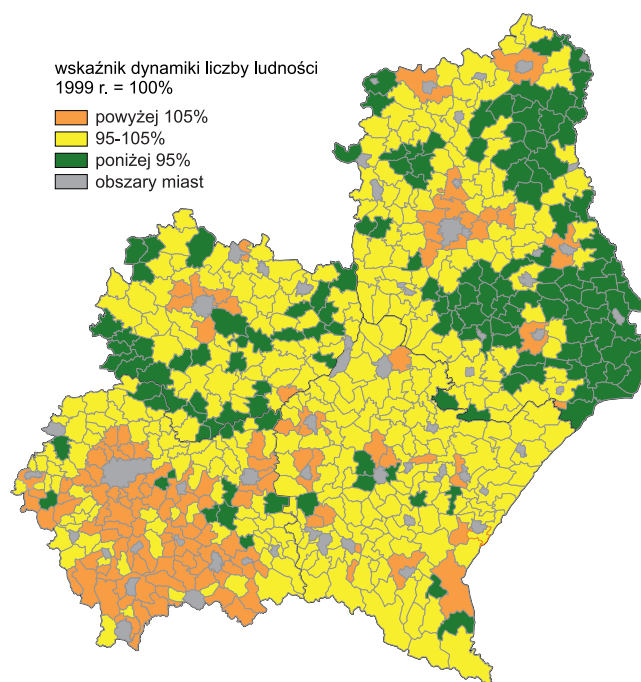 wskaźnik dynamiki liczby ludności
1999 r. = 100%
powyżej 105%
95-105%
poniżej 95%
obszary miast